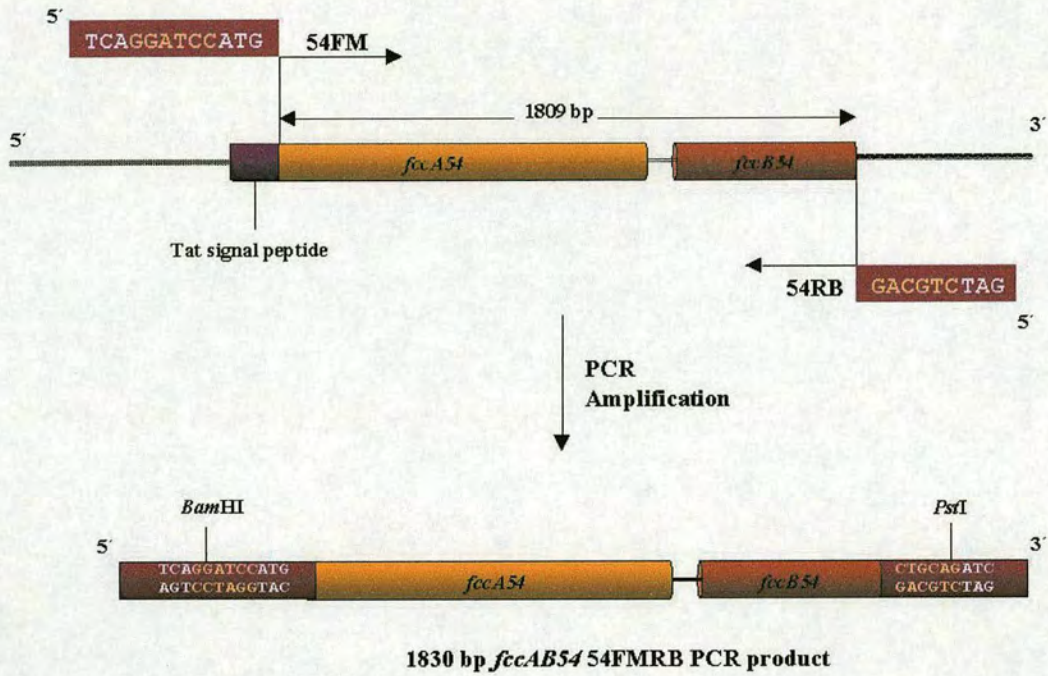 5´
TCAGGATCCATG
54FM
1809 bp
5´
3´
fccA54
fccB54
Tat signal peptide
54RB
GACGTCTAG
5´
PCR
Amplification
BamHI
PstI
5´
3´
TCAGGATCCATG
AGTCCTAGGTAC
fccA54
fccB54
CTGCAGATC
GACGTCTAG
1830 bp fccAB54 54FMRB PCR product